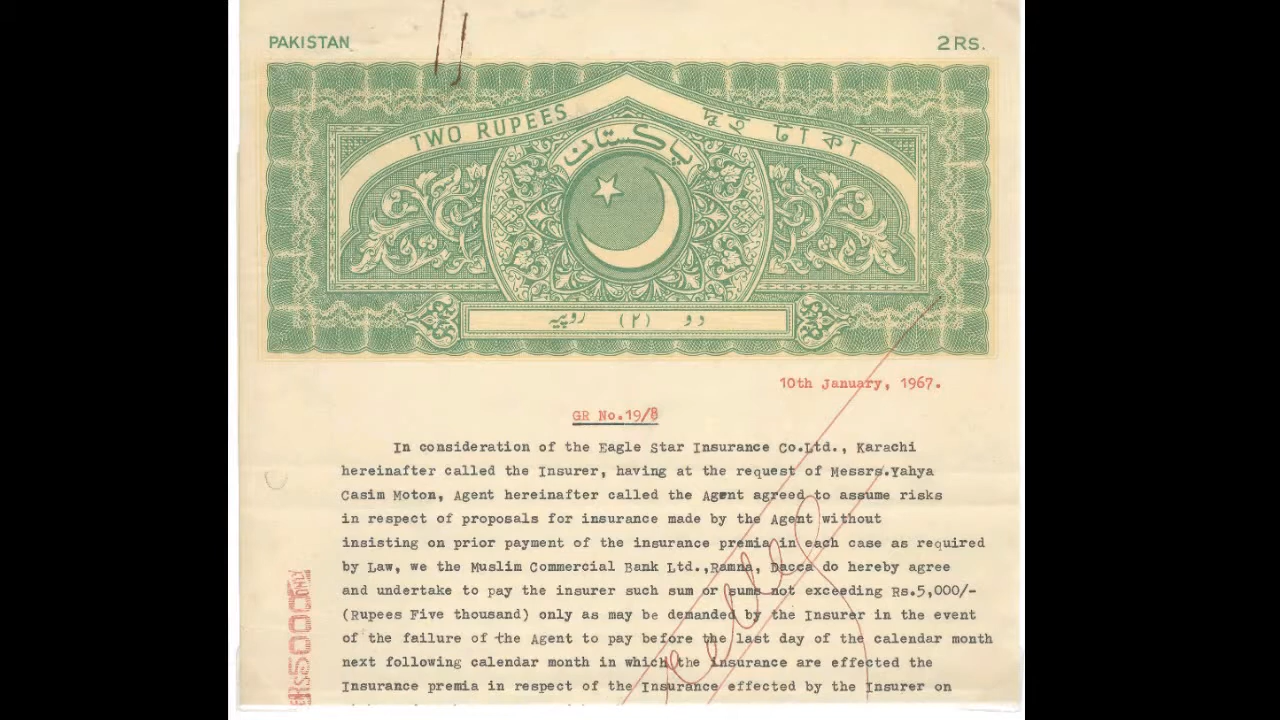 PAKISTAN
2 RS.
TWO RUPEES
দুই টাকা
پاکستان
دو (۲) روپیہ
10th January, 1967.
GR No.19/B
In consideration of the Eagle Star Insurance Co.Ltd., Karachi
hereinafter called the Insurer, having at the request of Messrs.Yahya
Casim Moton, Agent hereinafter called the Agent agreed to assume risks
in respect of proposals for insurance made by the Agent without
insisting on prior payment of the insurance premia in each case as required
by Law, we the Muslim Commercial Bank Ltd.,Ramna, Dacca do hereby agree
and undertake to pay the insurer such sum or sums not exceeding Rs.5,000/-
(Rupees Five thousand) only as may be demanded by the Insurer in the event
of the failure of the Agent to pay before the last day of the calendar month
next following calendar month in which the insurance are effected the
Insurance premia in respect of the Insurance effected by the Insurer on
Rs5000ONLY